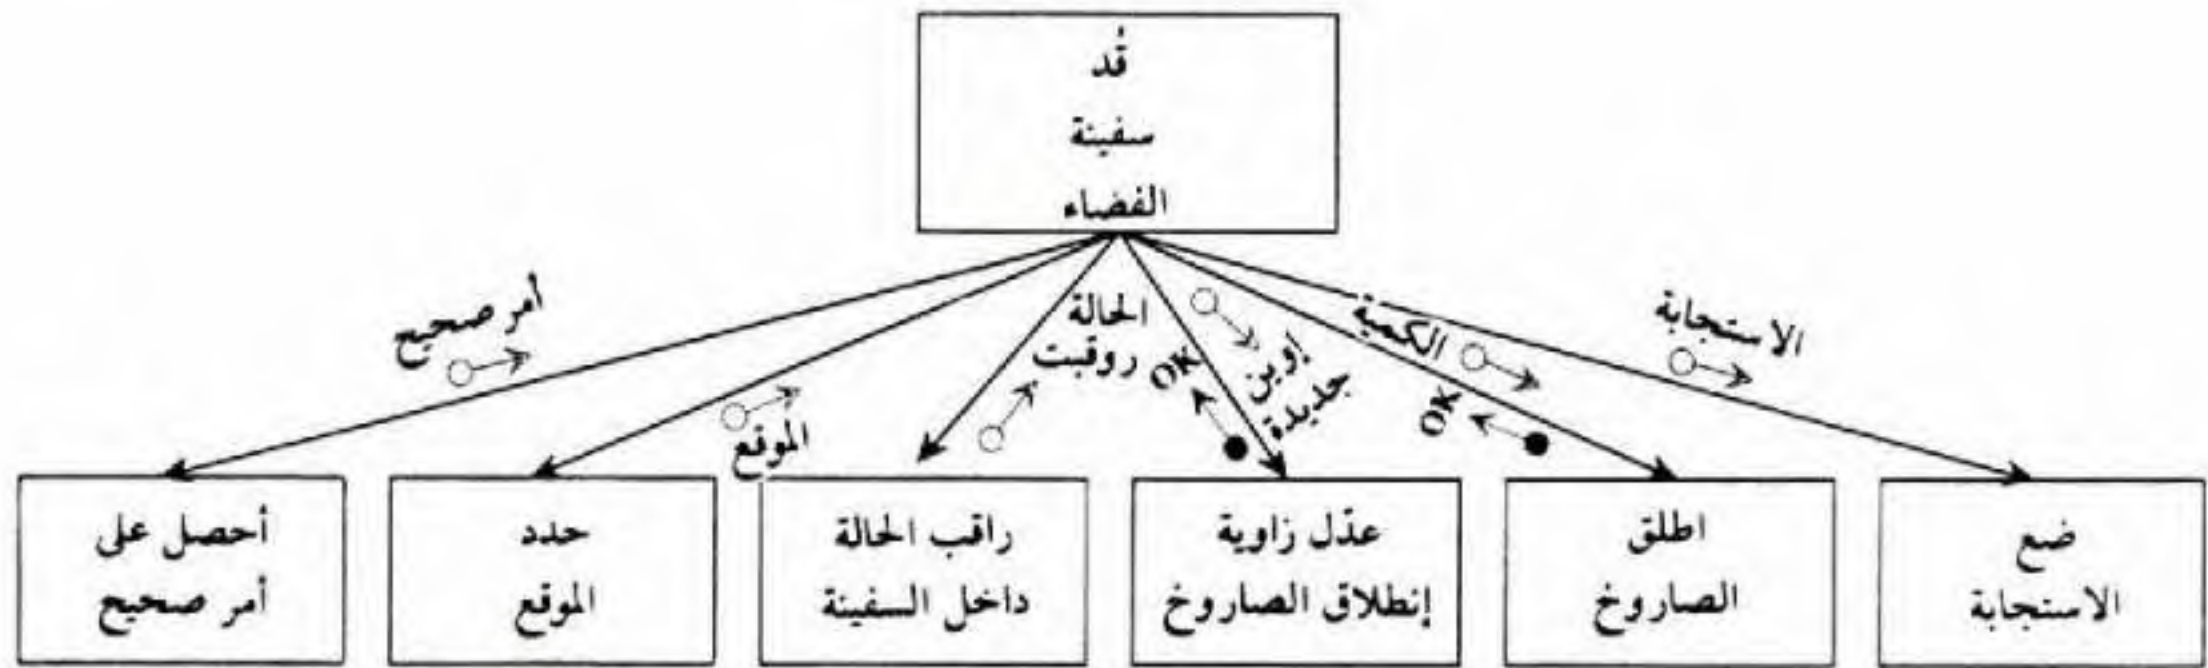 قُد
سفينة
الفضاء
أمر صحيح
الموقع
الحالة
روقبت
OK
جديدة
الكمية
OK
الاستجابة
أحصل على
أمر صحيح
حدد
الموقع
راقب الحالة
داخل السفينة
عدّل زاوية
إنطلاق الصاروخ
اطلق
الصاروخ
ضع
الاستجابة